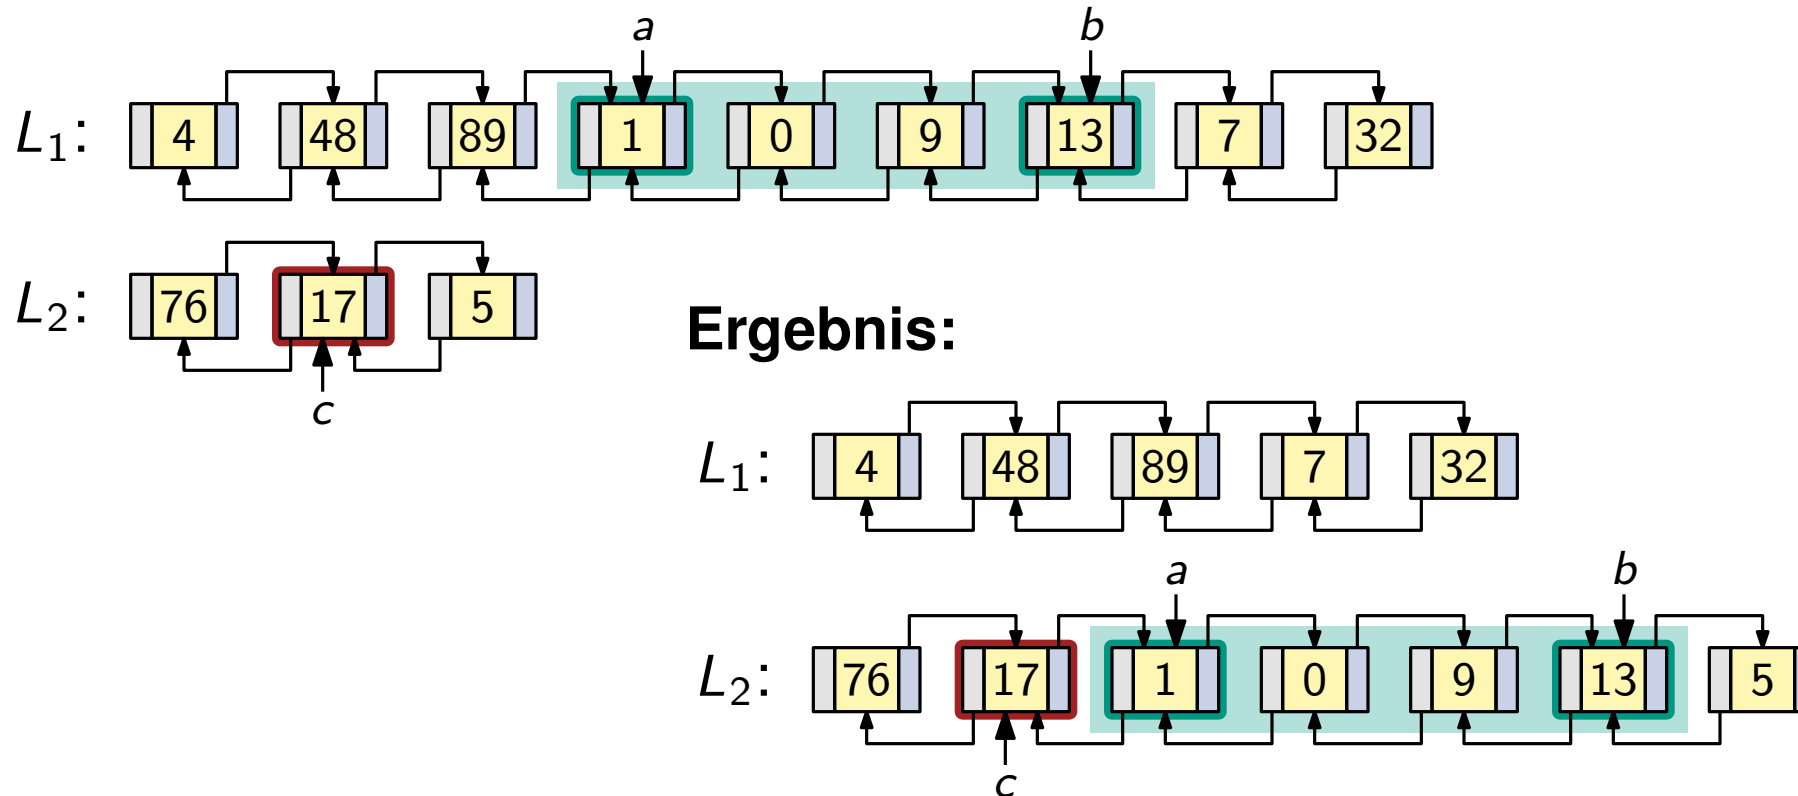 a b
L₁: 4 48 89 1 0 9 13 7 32
L₂: 76 17 5
c
Ergebnis:
L₁: 4 48 89 7 32
a b
L₂: 76 17 1 0 9 13 5
c